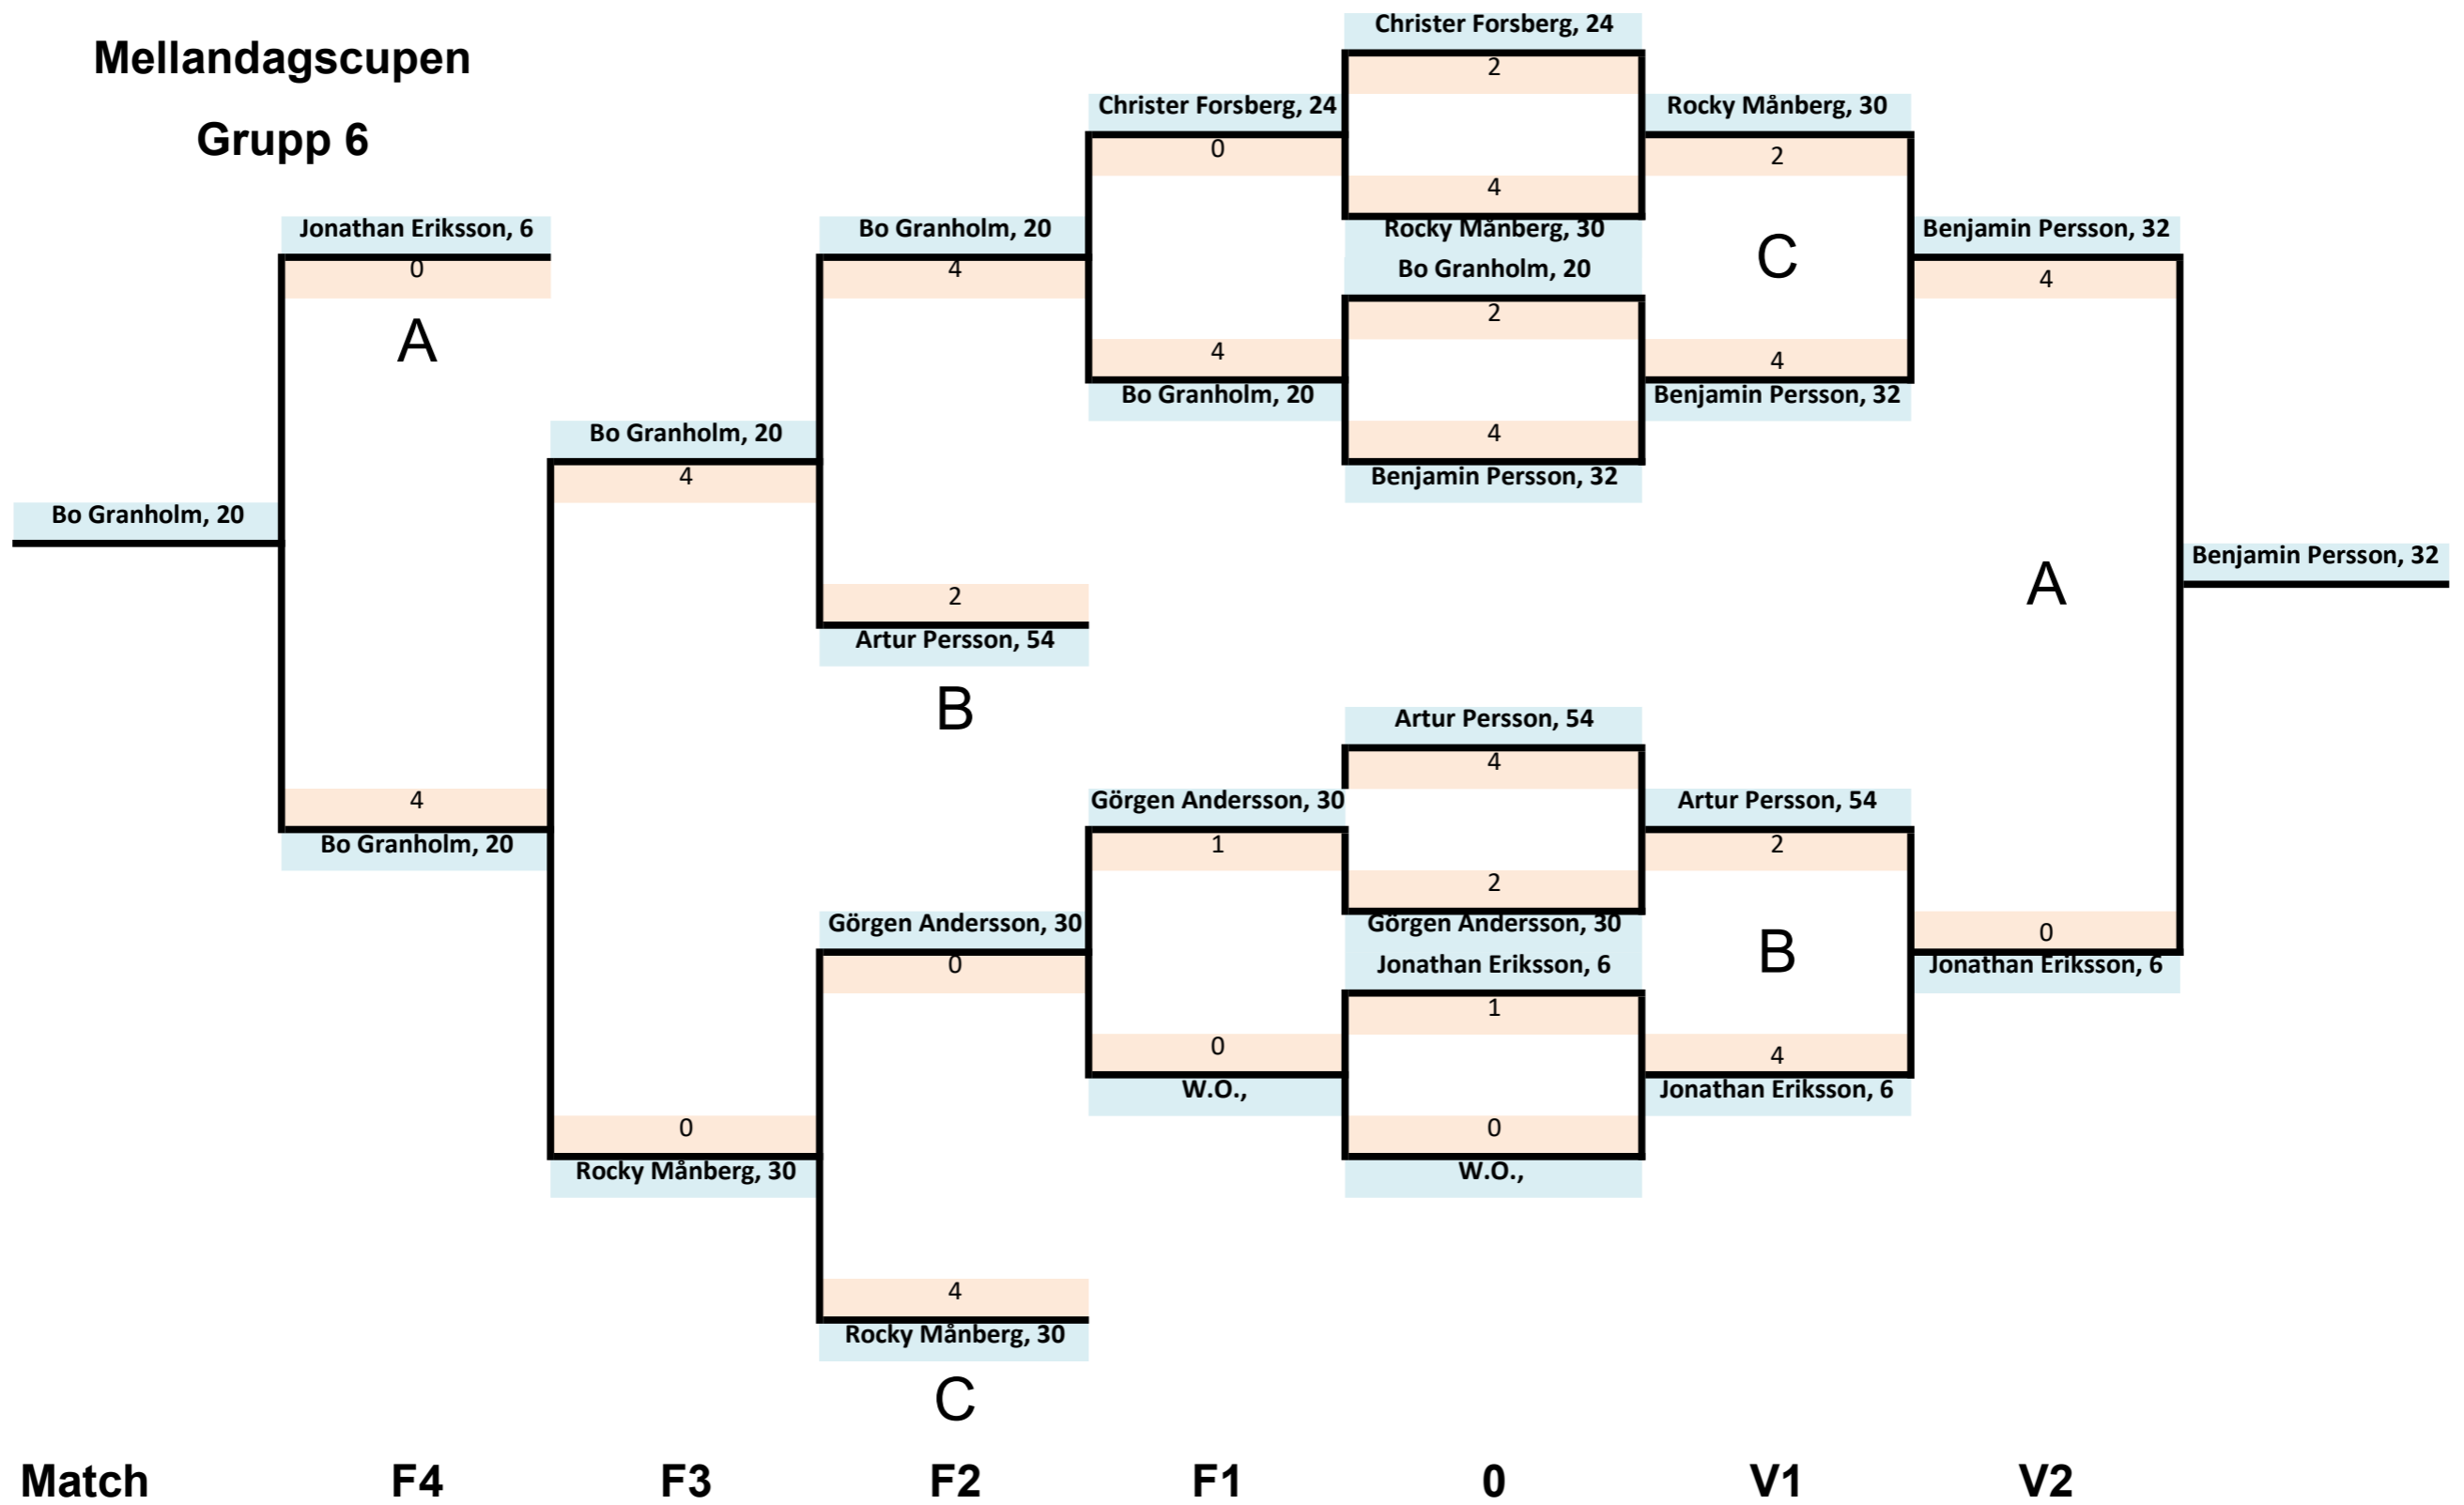 Mellandagscupen
Grupp 6
Christer Forsberg, 24
2
Christer Forsberg, 24
Rocky Månberg, 30
0
2
4
Jonathan Eriksson, 6
Bo Granholm, 20
Rocky Månberg, 30
Benjamin Persson, 32
0
4
Bo Granholm, 20
C
4
A
2
4
4
Bo Granholm, 20
Benjamin Persson, 32
Bo Granholm, 20
4
4
Benjamin Persson, 32
Bo Granholm, 20
Benjamin Persson, 32
2
A
Artur Persson, 54
B
Artur Persson, 54
4
4
Görgen Andersson, 30
Artur Persson, 54
Bo Granholm, 20
1
2
2
Görgen Andersson, 30
Görgen Andersson, 30
B
0
0
Jonathan Eriksson, 6
Jonathan Eriksson, 6
1
0
4
W.O.,
Jonathan Eriksson, 6
0
0
Rocky Månberg, 30
W.O.,
4
Rocky Månberg, 30
C
Match F4 F3 F2 F1 0 V1 V2